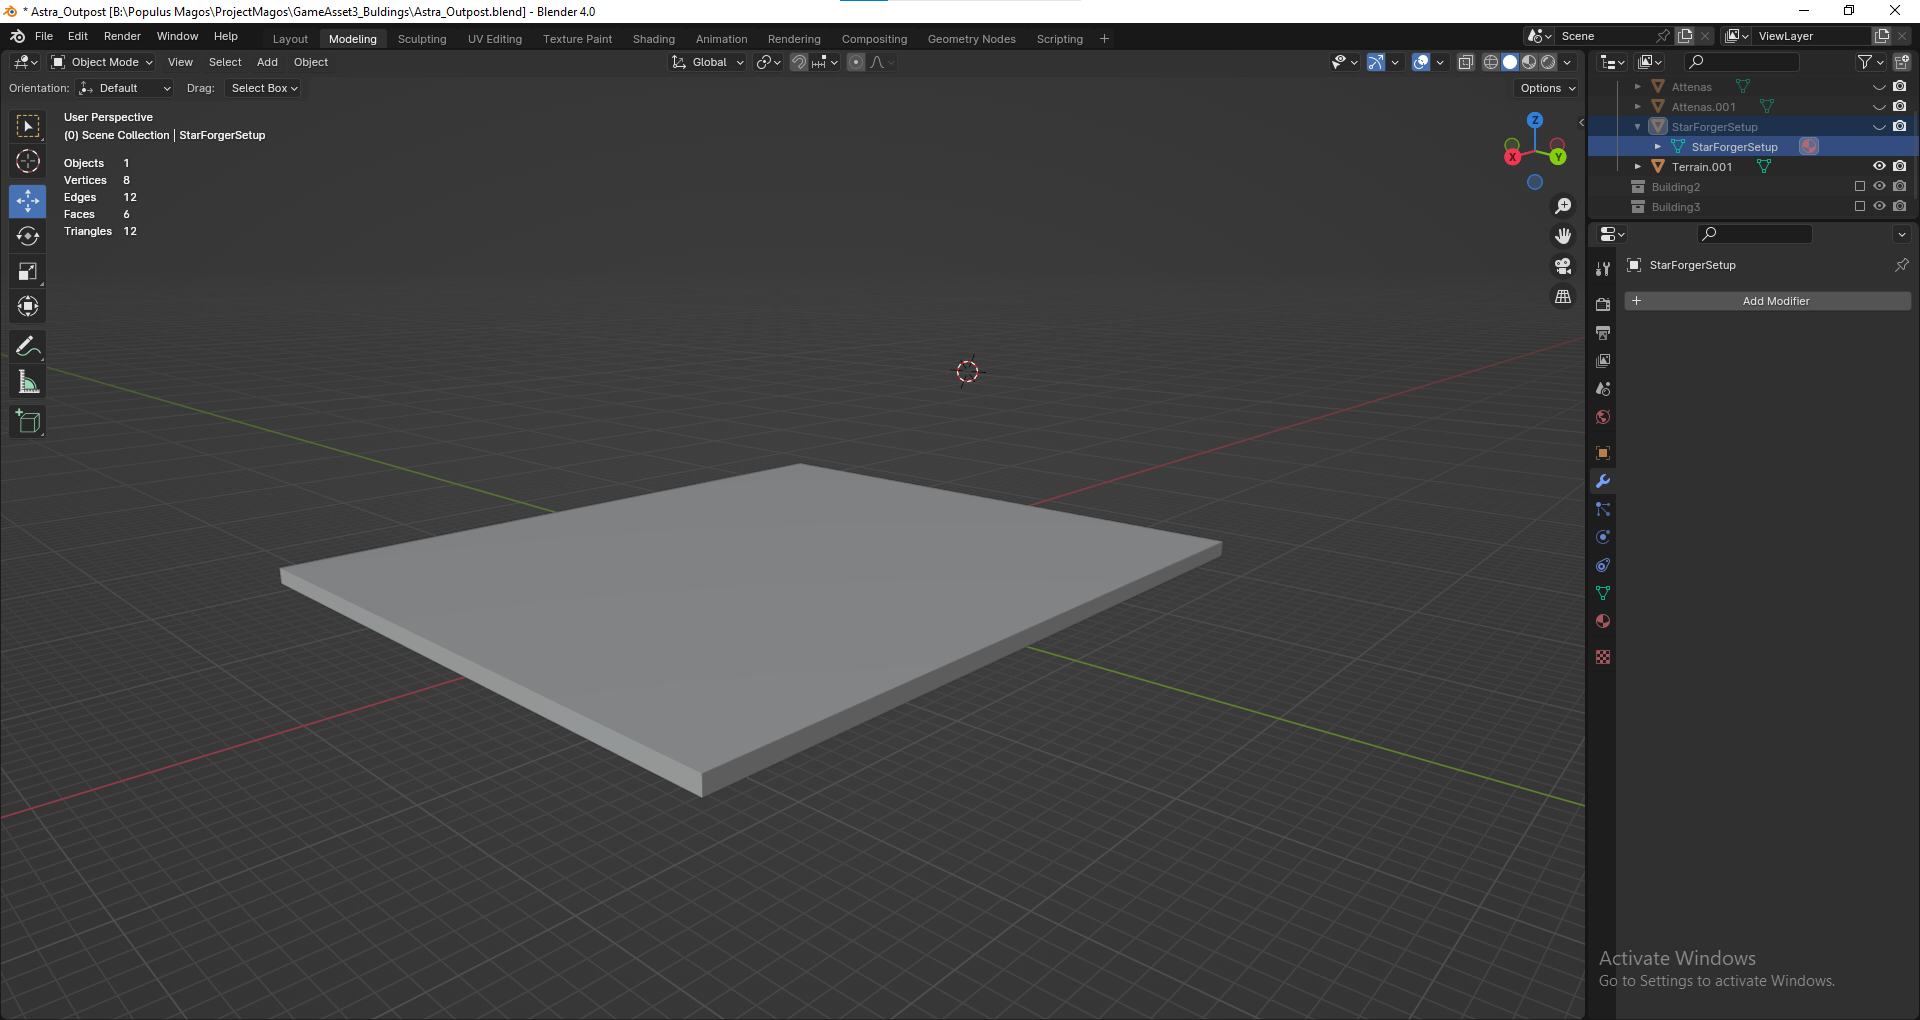 * Astra_Outpost [B:\Populus Magos\ProjectMagos\GameAsset3_Buldings\Astra_Outpost.blend] - Blender 4.0
File Edit Render Window Help Layout Modeling Sculpting UV Editing Texture Paint Shading Animation Rendering Compositing Geometry Nodes Scripting + Scene ViewLayer
Object Mode View Select Add Object Global
Orientation: Default Drag: Select Box Options
User Perspective
(0) Scene Collection | StarForgerSetup
Objects 1
Vertices 8
Edges 12
Faces 6
Triangles 12
Z
X
Y
Attenas
Attenas.001
StarForgerSetup
StarForgerSetup
Terrain.001
Building2
Building3
StarForgerSetup
+ Add Modifier
Activate Windows
Go to Settings to activate Windows.